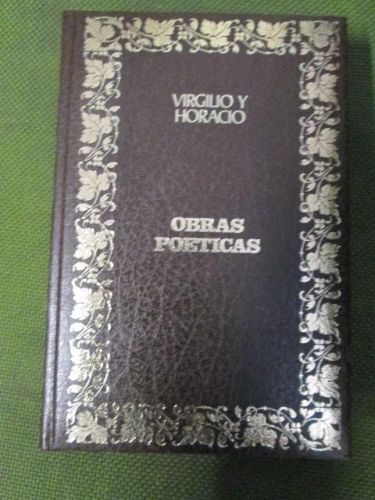 VIRGILIO Y
HORACIO
OBRAS
POETICAS